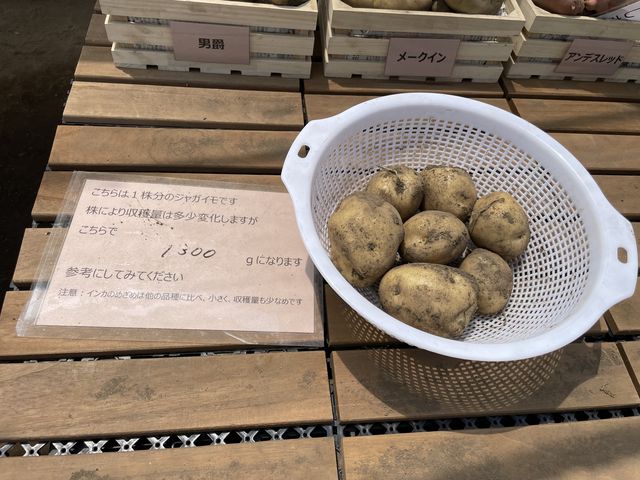 男爵
メークイン
アンデスレッド
こちらは1株分のジャガイモです
株により収穫量は多少変化しますが
こちらで
1300 gになります
参考にしてみてください
注意：インカのめざめは他の品種に比べ、小さく、収穫量も少なめです